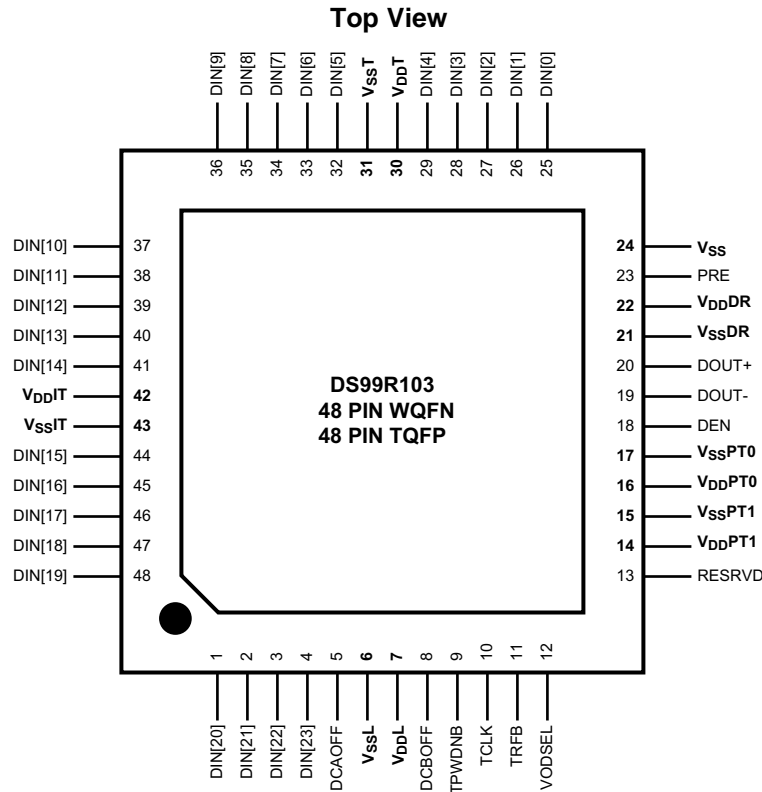 Top View
DIN[9] DIN[8] DIN[7] DIN[6] DIN[5] VSST VDDT DIN[4] DIN[3] DIN[2] DIN[1] DIN[0]
36 35 34 33 32 31 30 29 28 27 26 25
DIN[10] 37
DIN[11] 38
DIN[12] 39
DIN[13] 40
DIN[14] 41
VDDIT 42
VSSIT 43
DIN[15] 44
DIN[16] 45
DIN[17] 46
DIN[18] 47
DIN[19] 48
DS99R103
48 PIN WQFN
48 PIN TQFP
24 VSS
23 PRE
22 VDDDR
21 VSSDR
20 DOUT+
19 DOUT-
18 DEN
17 VSSPT0
16 VDDPT0
15 VSSPT1
14 VDDPT1
13 RESRVD
1 2 3 4 5 6 7 8 9 10 11 12
DIN[20] DIN[21] DIN[22] DIN[23] DCAOFF VSSL VDDL DCBOFF TPWDNB TCLK TRFB VODSEL